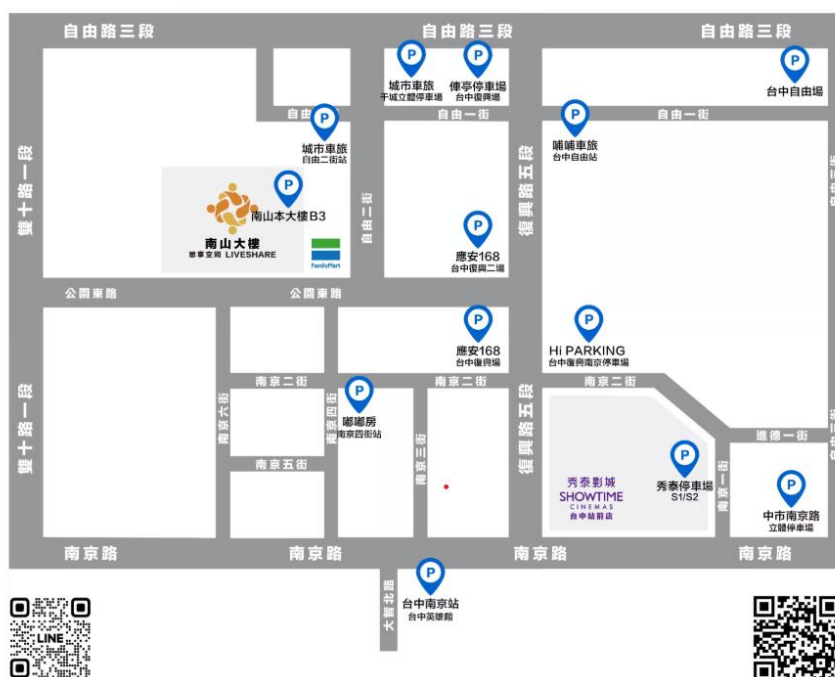 自由路三段
自由路三段
自由路三段
P
城市車旅
干城立體停車場
P
俥亭停車場
台中復興場
P
台中自由場
自由
自由一街
自由一街
P
城市車旅
自由二街站
P
哺哺車旅
台中自由站
雙十路一段
自由二街
復興路五段
P
南山本大樓B3
南山大樓
思享空間 LIVESHARE
FamilyMart
P
應安168
台中復興二場
公園東路
公園東路
P
應安168
台中復興場
P
Hi PARKING
台中復興南京停車場
南京二街
南京二街
南京二街
雙十路一段
南京六街
南京四街
P
嘟嘟房
南京四街站
南京三街
復興路五段
道德一街
南京五街
秀泰影城
SHOWTIME
CINEMAS
台中站前店
P
秀泰停車場
S1/S2
南京一街
P
中市南京路
立體停車場
南京路
南京路
南京路
南京路
大智北路
P
台中南京站
台中英雄館
LINE